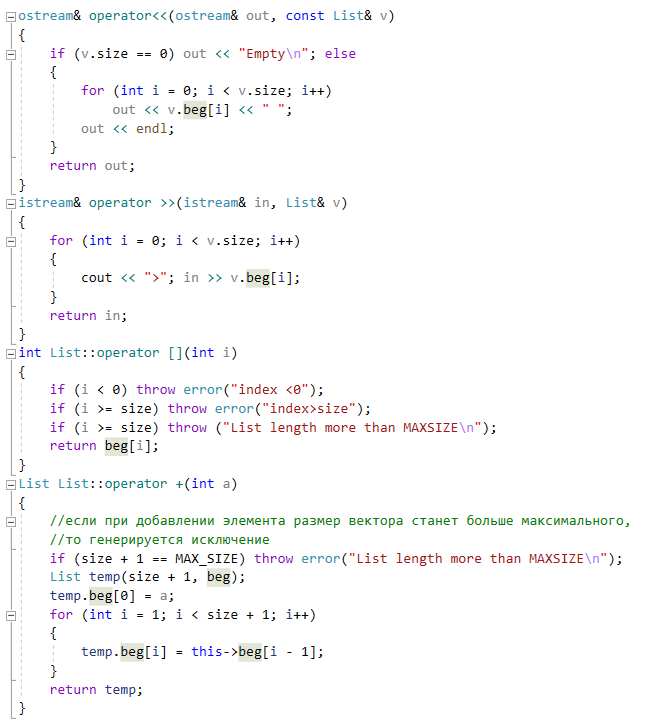 ostream& operator<<(ostream& out, const List& v)
{
    if (v.size == 0) out << "Empty\n"; else
    {
        for (int i = 0; i < v.size; i++)
            out << v.beg[i] << " ";
        out << endl;
    }
    return out;
}
istream& operator >>(istream& in, List& v)
{
    for (int i = 0; i < v.size; i++)
    {
        cout << ">"; in >> v.beg[i];
    }
    return in;
}
int List::operator [](int i)
{
    if (i < 0) throw error("index <0");
    if (i >= size) throw error("index>size");
    if (i >= size) throw ("List length more than MAXSIZE\n");
    return beg[i];
}
List List::operator +(int a)
{
    //если при добавлении элемента размер вектора станет больше максимального,
    //то генерируется исключение
    if (size + 1 == MAX_SIZE) throw error("List length more than MAXSIZE\n");
    List temp(size + 1, beg);
    temp.beg[0] = a;
    for (int i = 1; i < size + 1; i++)
    {
        temp.beg[i] = this->beg[i - 1];
    }
    return temp;
}